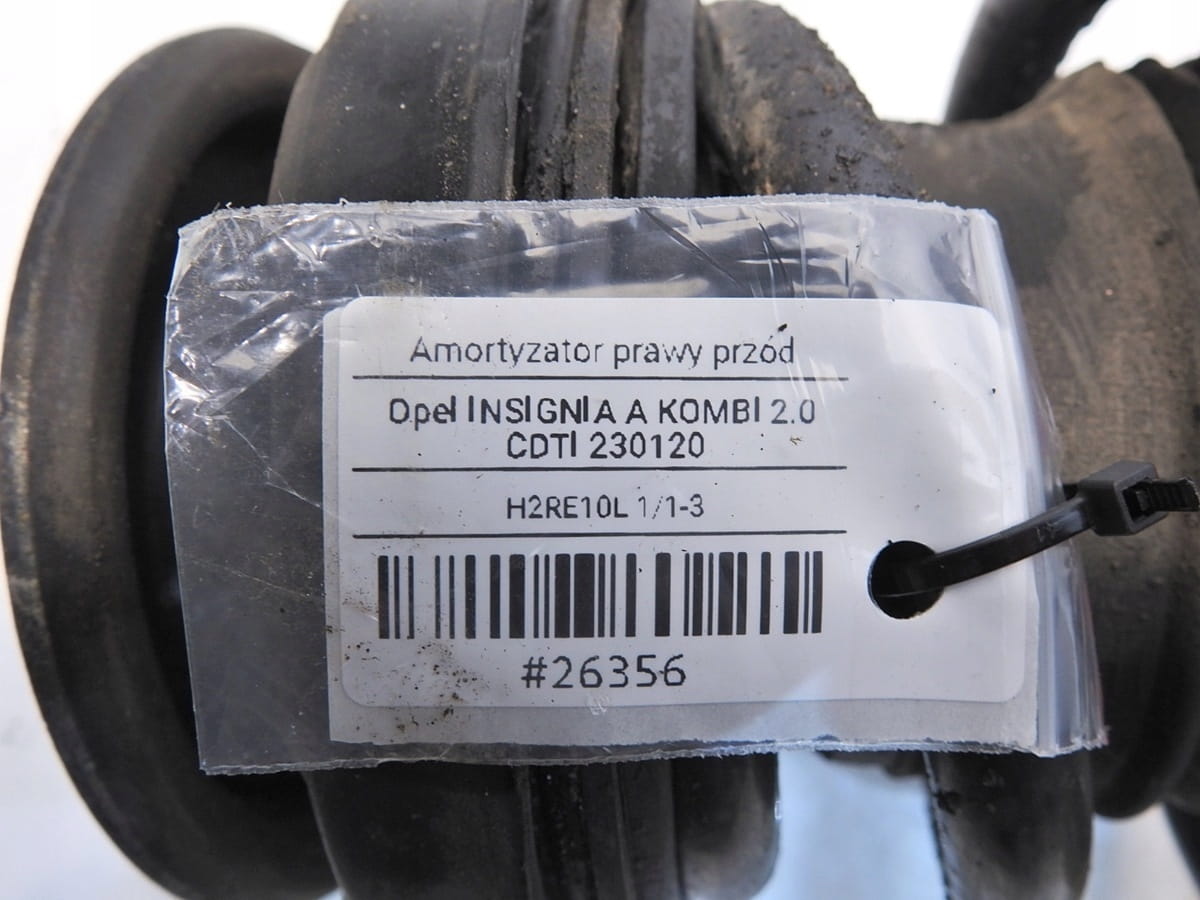 Amortyzator prawy przód
Opel INSIGNIA A KOMBI 2.0
CDTI 230120
H2RE10L 1/1-3
#26356